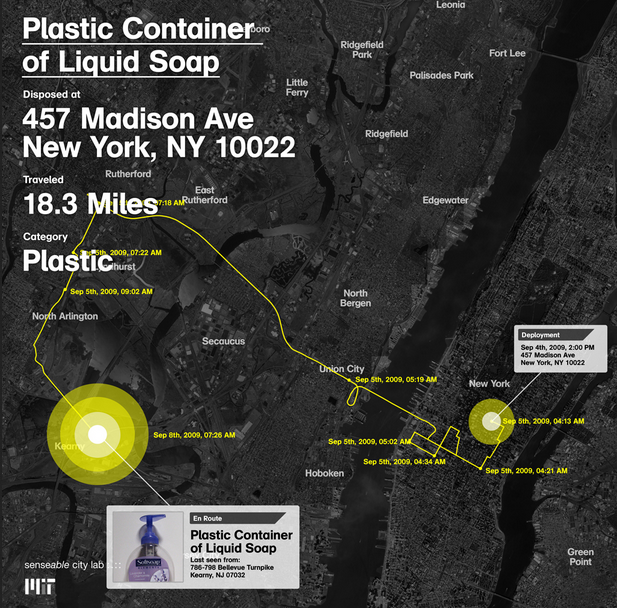 Plastic Container
of Liquid Soap
Disposed at
457 Madison Ave
New York, NY 10022
Traveled
18.3 Miles
Category
Plastic
Leonia
Ridgefield
Park
Fort Lee
Palisades Park
Little
Ferry
Ridgefield
Rutherford
East
Rutherford
Edgewater
07:18 AM
Sep 5th, 2009, 07:22 AM
Sep 5th, 2009, 09:02 AM
North Arlington
North
Bergen
Secaucus
Union City
Sep 5th, 2009, 05:19 AM
Deployment
Sep 4th, 2009, 2:00 PM
457 Madison Ave
New York, NY 10022
New York
Sep 5th, 2009, 04:13 AM
Sep 8th, 2009, 07:26 AM
Kearny
Sep 5th, 2009, 05:02 AM
Sep 5th, 2009, 04:34 AM
Sep 5th, 2009, 04:21 AM
Hoboken
En Route
Plastic Container
of Liquid Soap
Last seen from:
786-798 Bellevue Turnpike
Kearny, NJ 07032
Softsoap
Green
Point
senseable city lab
MIT